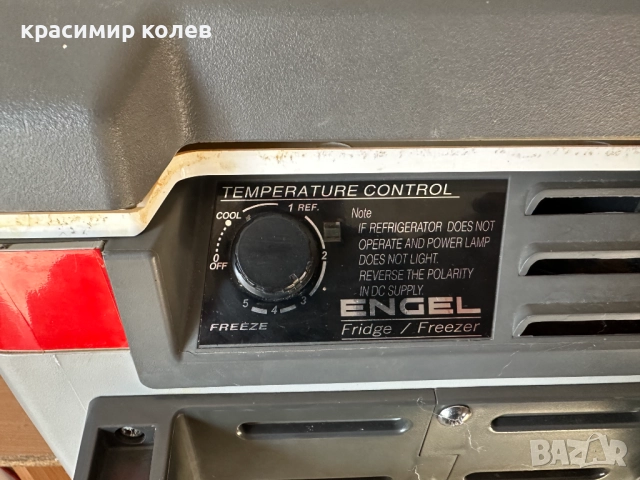 красимир колев
TEMPERATURE CONTROL
COOL
1 REF.
0
OFF
2
3
4
5
FREEZE
Note
IF REFRIGERATOR DOES NOT
OPERATE AND POWER LAMP
DOES NOT LIGHT.
REVERSE THE POLARITY
IN DC SUPPLY.
ENGEL
Fridge / Freezer
BAZAR